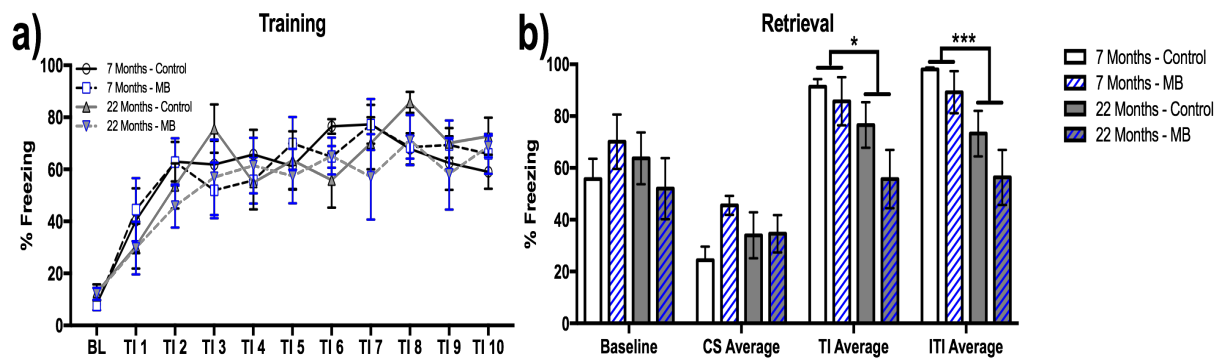 a)
Training
% Freezing
100
80
60
40
20
0
7 Months - Control
7 Months - MB
22 Months - Control
22 Months - MB
BL TI 1 TI 2 TI 3 TI 4 TI 5 TI 6 TI 7 TI 8 TI 9 TI 10
b)
Retrieval
% Freezing
100
80
60
40
20
0
* ***
Baseline CS Average TI Average ITI Average
7 Months - Control
7 Months - MB
22 Months - Control
22 Months - MB